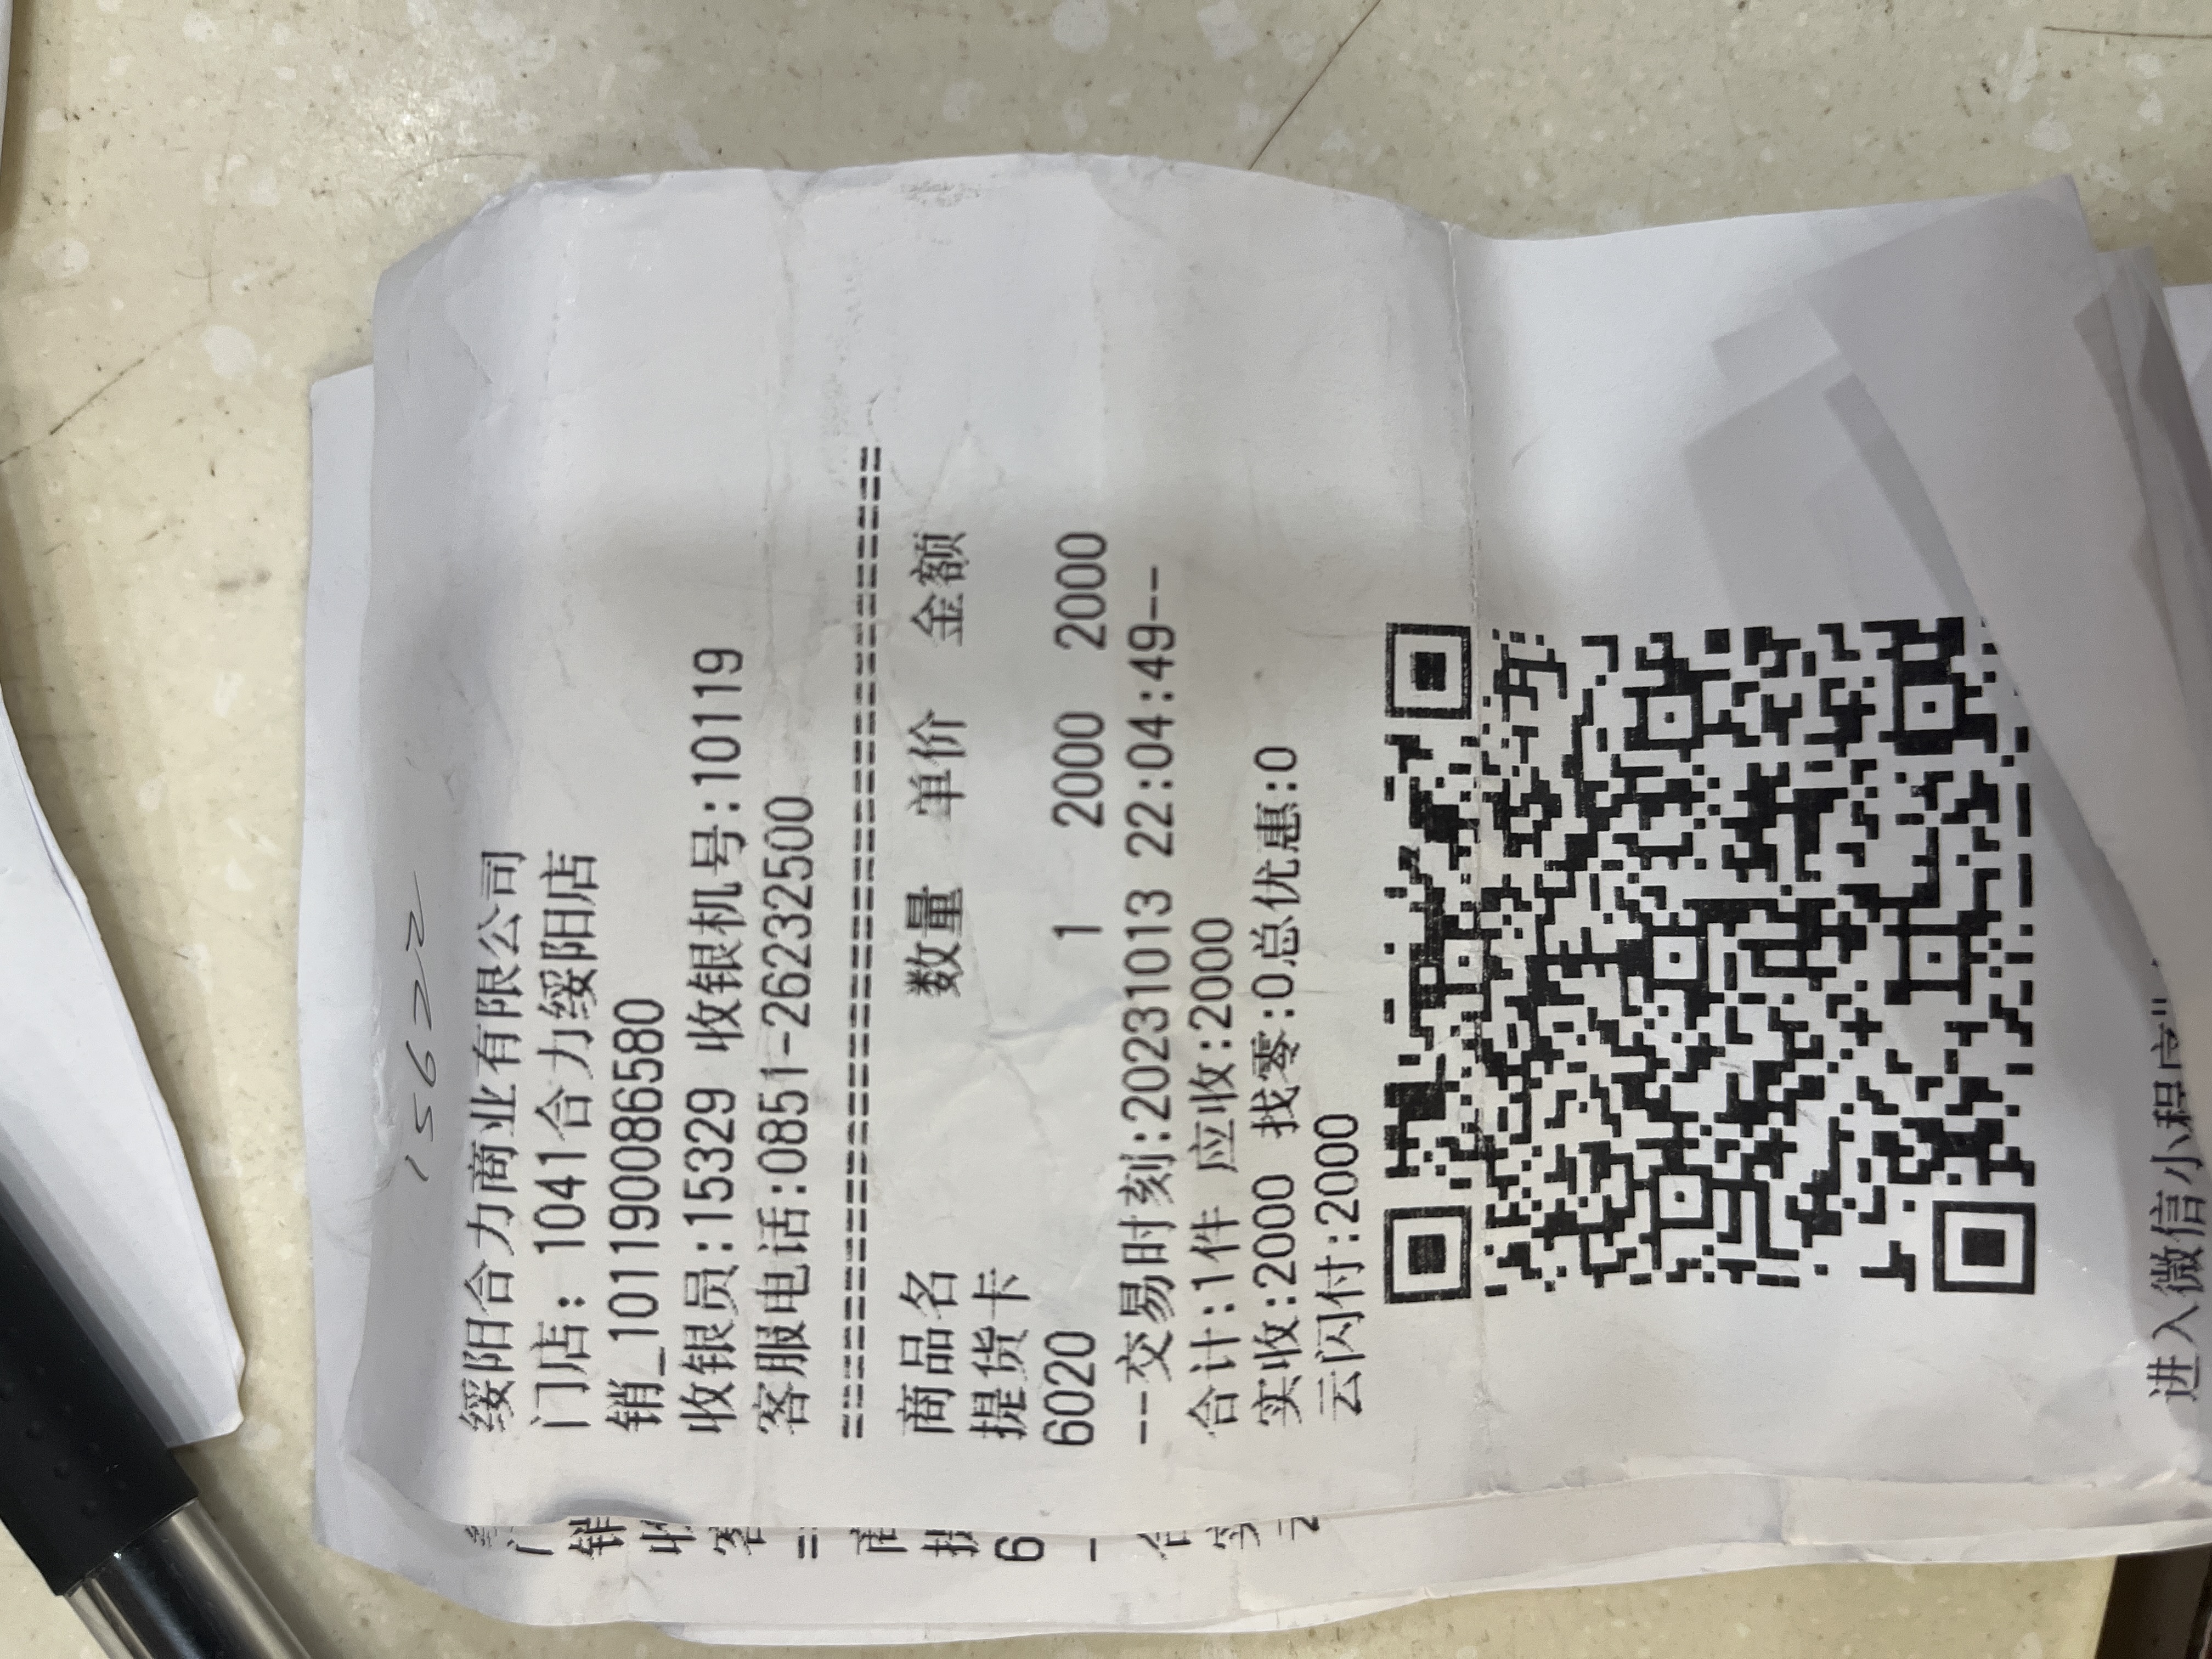 15622
绥阳合力商业有限公司
门店: 1041合力绥阳店
销_101190086580
收银员:15329 收银机号:10119
客服电话:0851-26232500
================================
商品名 数量 单价 金额
提货卡
6020 1 2000 2000
--交易时刻:20231013 22:04:49--
合计:1件 应收:2000
实收:2000 找零:0总优惠:0
云闪付:2000
进入微信小程序